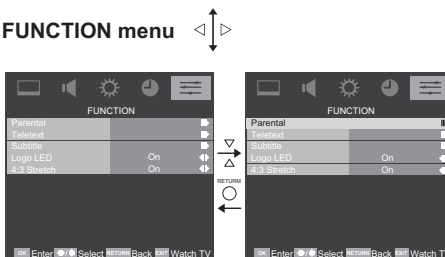 FUNCTION menu
FUNCTION
Parental
Teletext
Subtitle
Logo LED On
4:3 Stretch On
OK Enter / Select RETURN Back EXIT Watch TV
RETURN
FUNCTION
Parental
Teletext
Subtitle
Logo LED On
4:3 Stretch On
OK Enter / Select RETURN Back EXIT Watch T